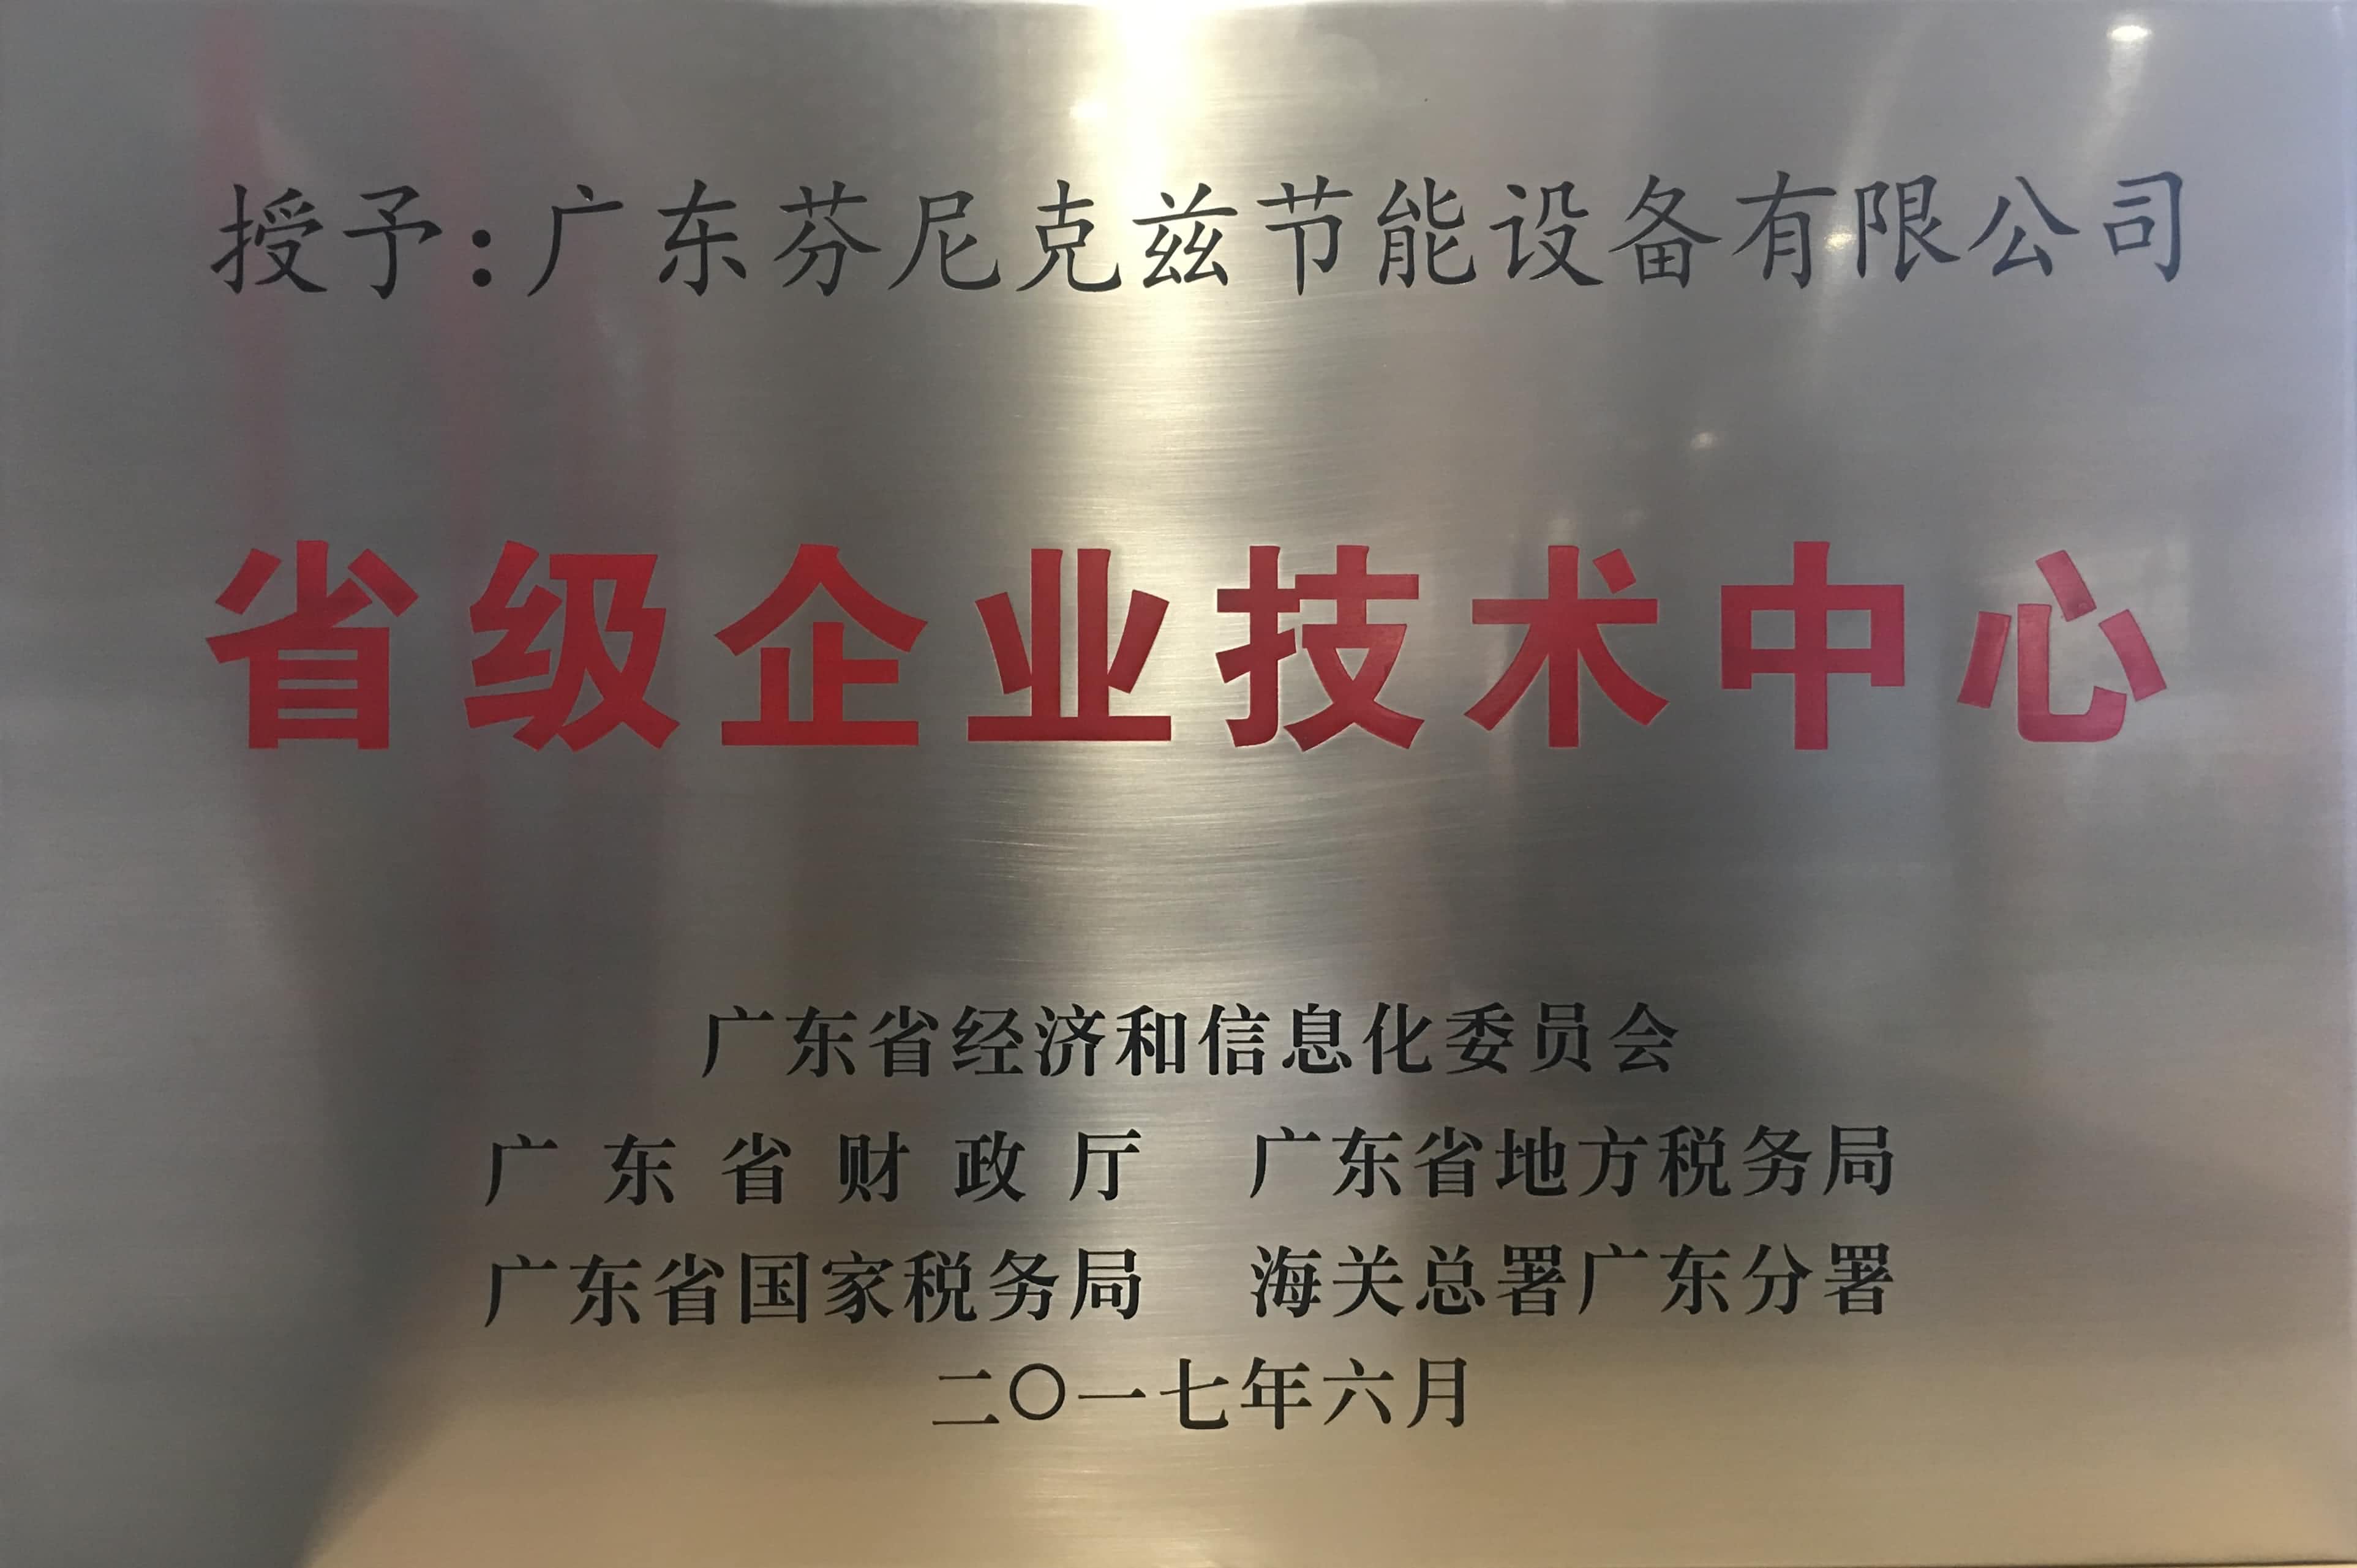 授予:广东芬尼克兹节能设备有限公司
省级企业技术中心
广东省经济和信息化委员会
广东省财政厅 广东省地方税务局
广东省国家税务局 海关总署广东分署
二〇一七年六月